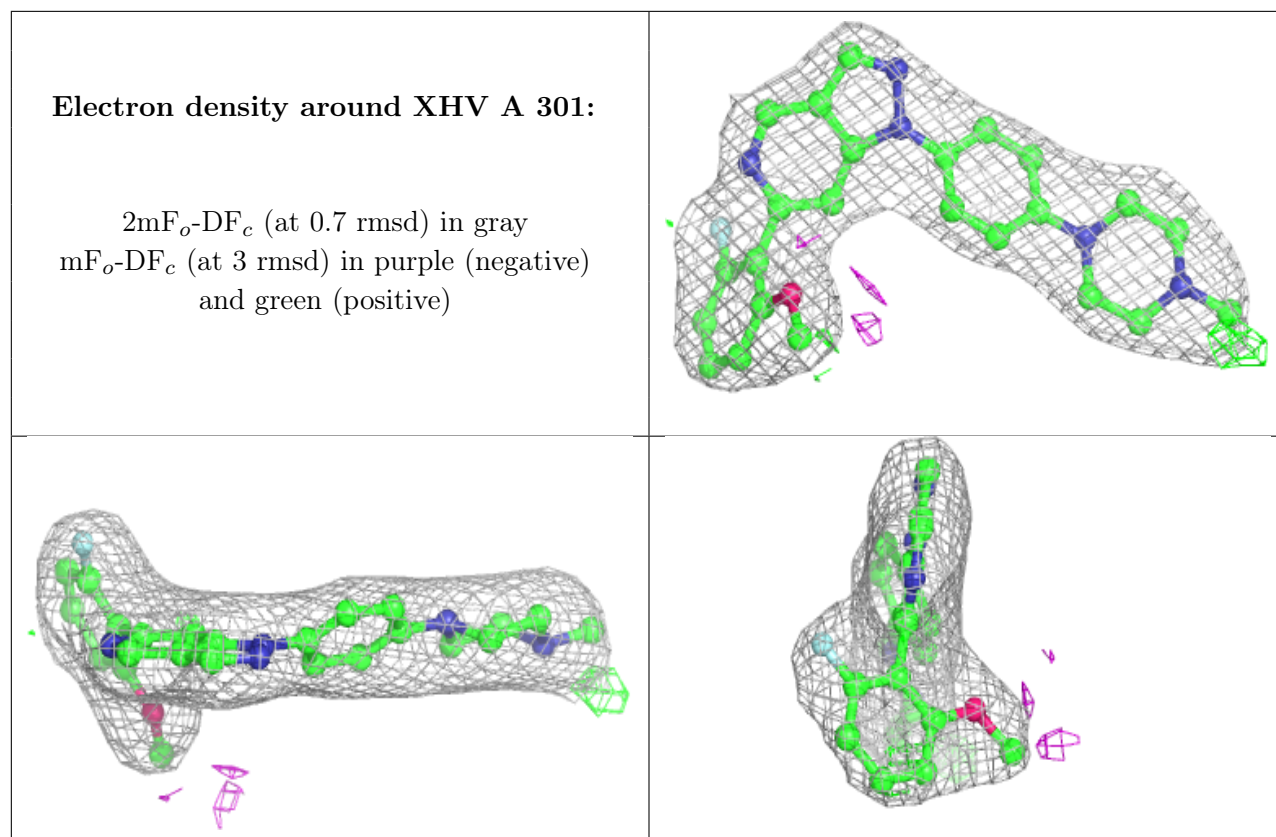 Electron density around XHV A 301:
2mFo-DFc (at 0.7 rmsd) in gray
mFo-DFc (at 3 rmsd) in purple (negative)
and green (positive)